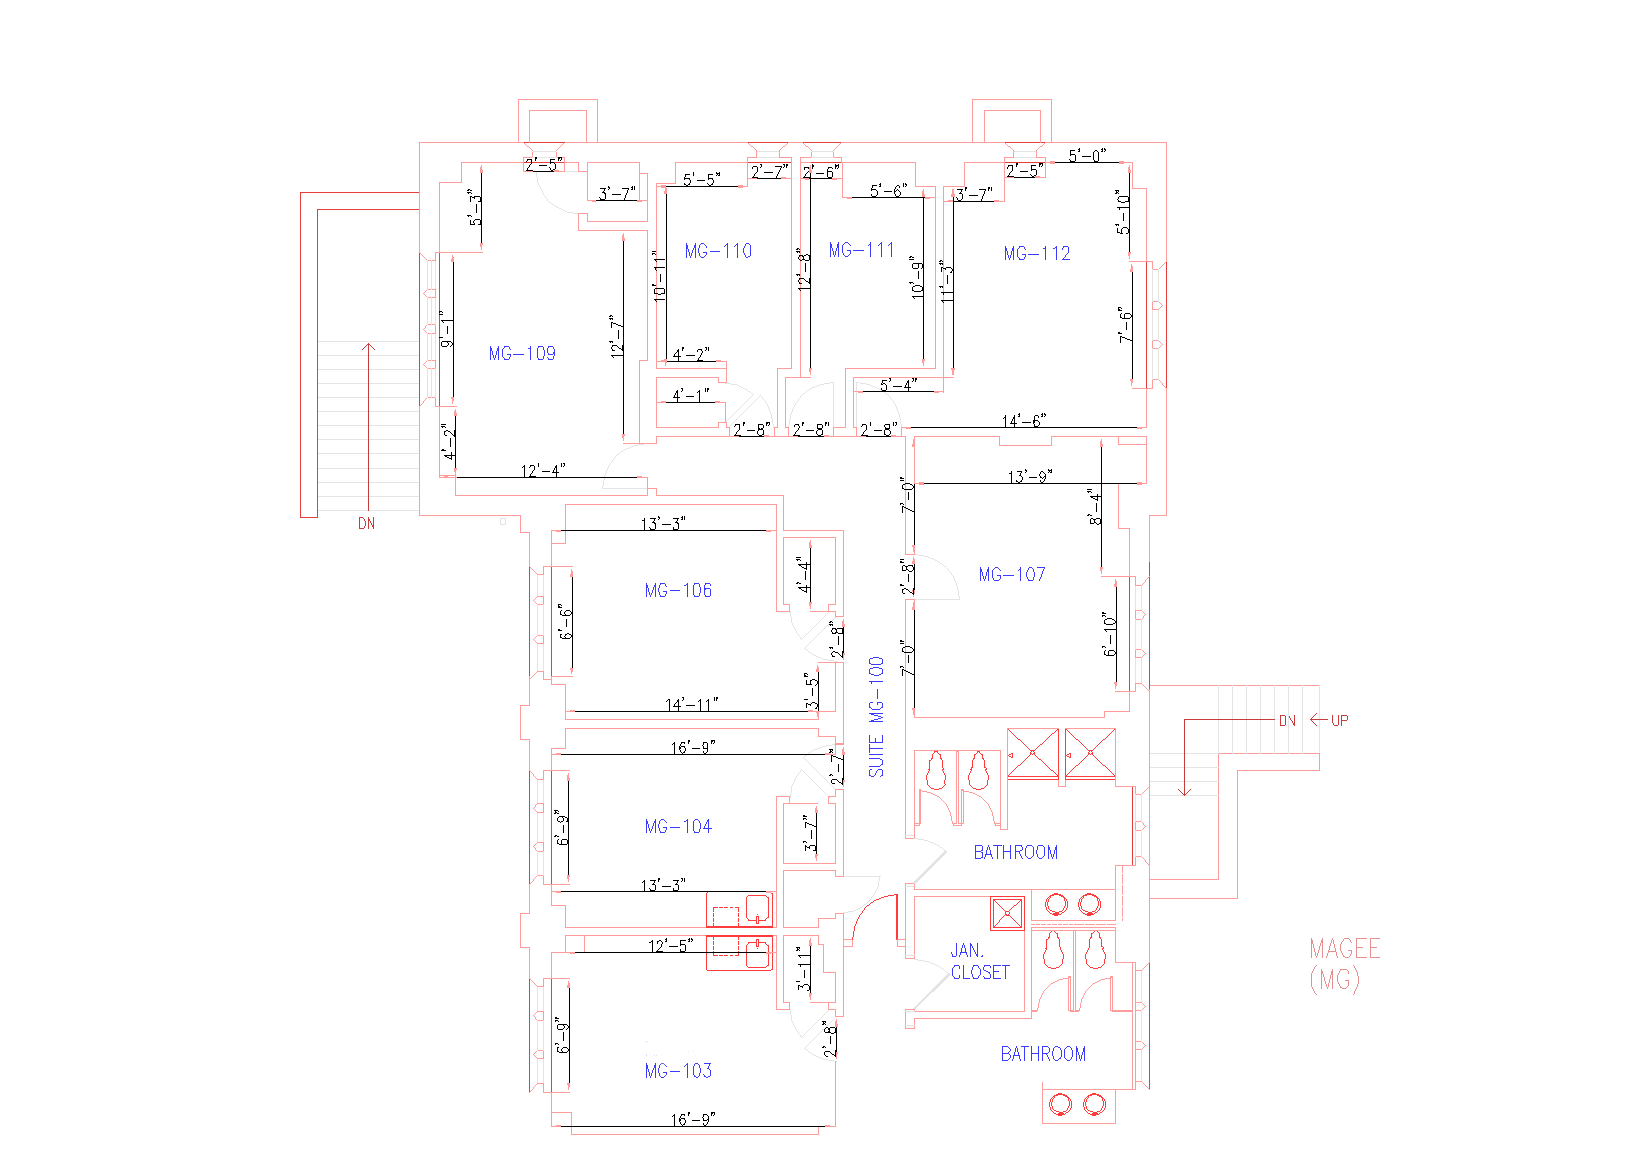 5'-0"
2'-5"
2'-7"
2'-6"
2'-5"
3'-7"
5'-5"
5'-6"
3'-7"
5'-3"
5'-10"
MG-110
MG-111
MG-112
10'-11"
12'-8"
10'-9"
11'-3"
9'-1"
12'-7"
7'-6"
MG-109
4'-2"
4'-1"
5'-4"
14'-6"
2'-8"
2'-8"
2'-8"
4'-2"
12'-4"
13'-9"
7'-0"
8'-4"
DN
13'-3"
4'-4"
2'-8"
MG-107
MG-106
6'-6"
2'-8"
6'-10"
7'-0"
3'-5"
14'-11"
SUITE MG-100
DN
UP
16'-9"
2'-7"
6'-9"
MG-104
3'-7"
BATHROOM
13'-3"
12'-5"
3'-11"
JAN.
CLOSET
MAGEE
(MG)
6'-9"
2'-8"
MG-103
BATHROOM
16'-9"